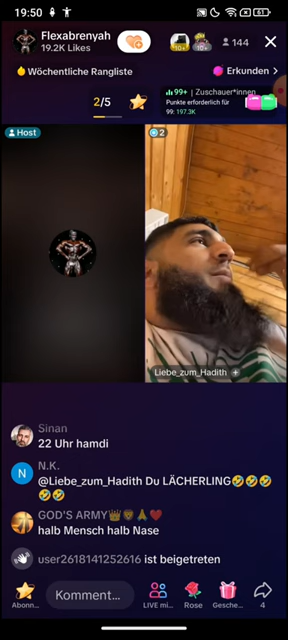 19:50
61
Flexabrenyah
19.2K Likes
10+
10+
144
Wöchentliche Rangliste
Erkunden >
2/5
99+ | Zuschauer*innen
Punkte erforderlich für
99: 197.3K
Host
2
Liebe_zum_Hadith +
Sinan
22 Uhr hamdi
N
N.K.
@Liebe_zum_Hadith Du LÄCHERLING🤣🤣🤣
🤣🤣
GOD'S ARMY👑🦁🙏❤️
halb Mensch halb Nase
user2618141252616 ist beigetreten
Komment...
Abonn...
LIVE mi...
Rose
Gesche...
4